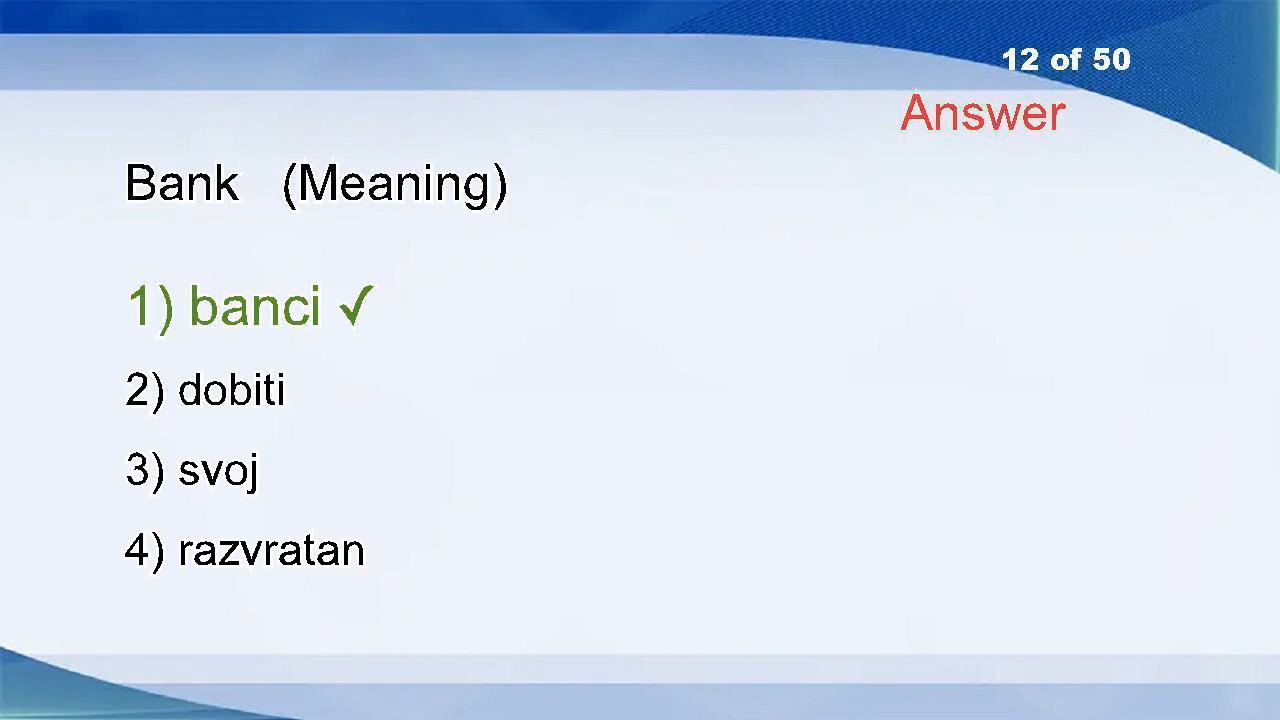 12 of 50
Answer
Bank (Meaning)
1) banci ✓
2) dobiti
3) svoj
4) razvratan